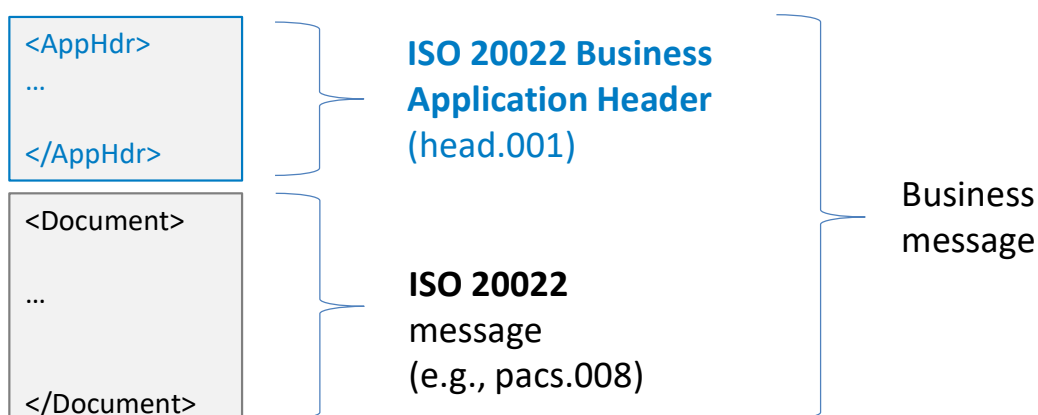 <AppHdr>
...
</AppHdr>
ISO 20022 Business
Application Header
(head.001)
<Document>
...
</Document>
ISO 20022
message
(e.g., pacs.008)
Business
message